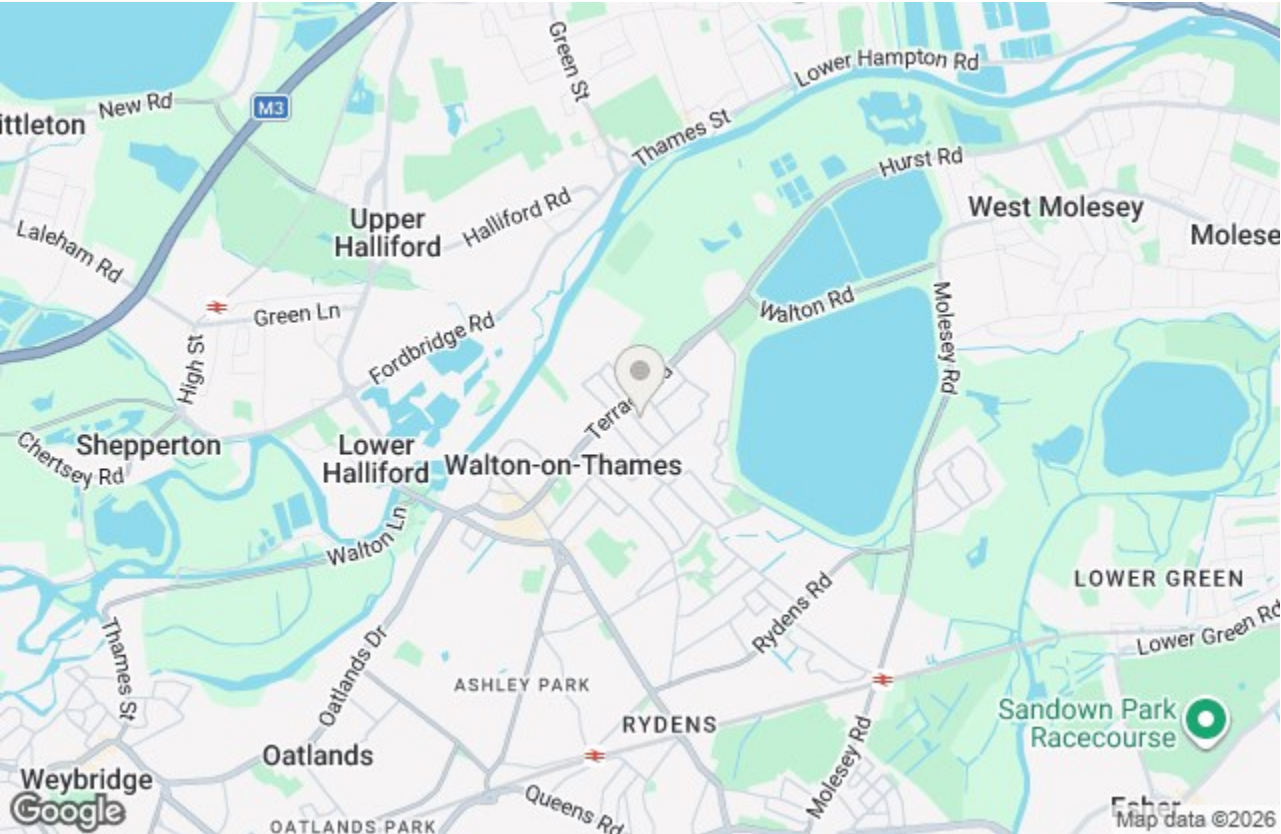 Green St
Lower Hampton Rd
New Rd
M3
ittleton
Thames St
Hurst Rd
Halliford Rd
West Molesey
Upper
Halliford
Molese
Laleham Rd
Walton Rd
Green Ln
Molesey Rd
Fordbridge Rd
High St
Terra
Shepperton
Lower
Halliford
Walton-on-Thames
Chertsey Rd
Walton Ln
LOWER GREEN
Rydens Rd
Lower Green Rd
Thames St
Oatlands Dr
ASHLEY PARK
Sandown Park
Racecourse
RYDENS
Molesey Rd
Oatlands
Weybridge
Queens Rd
Esher
Google
OATLANDS PARK
Map data ©2026